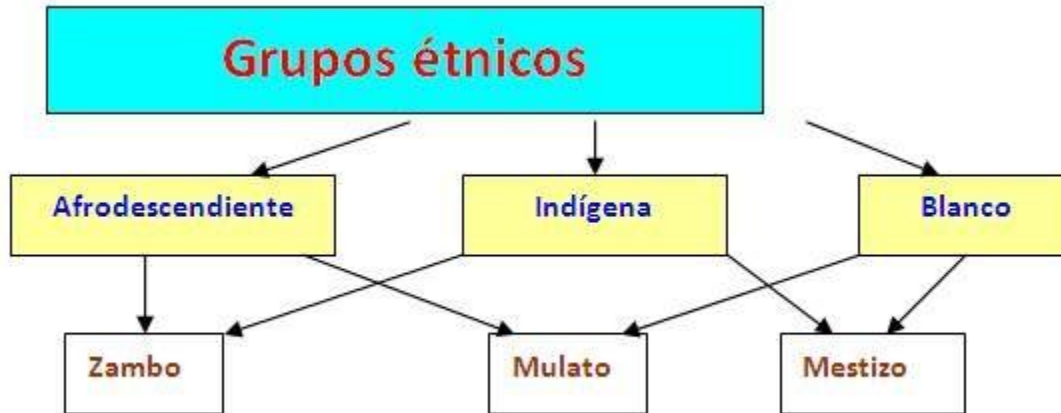 Grupos étnicos
Afrodescendiente
Indígena
Blanco
Zambo
Mulato
Mestizo